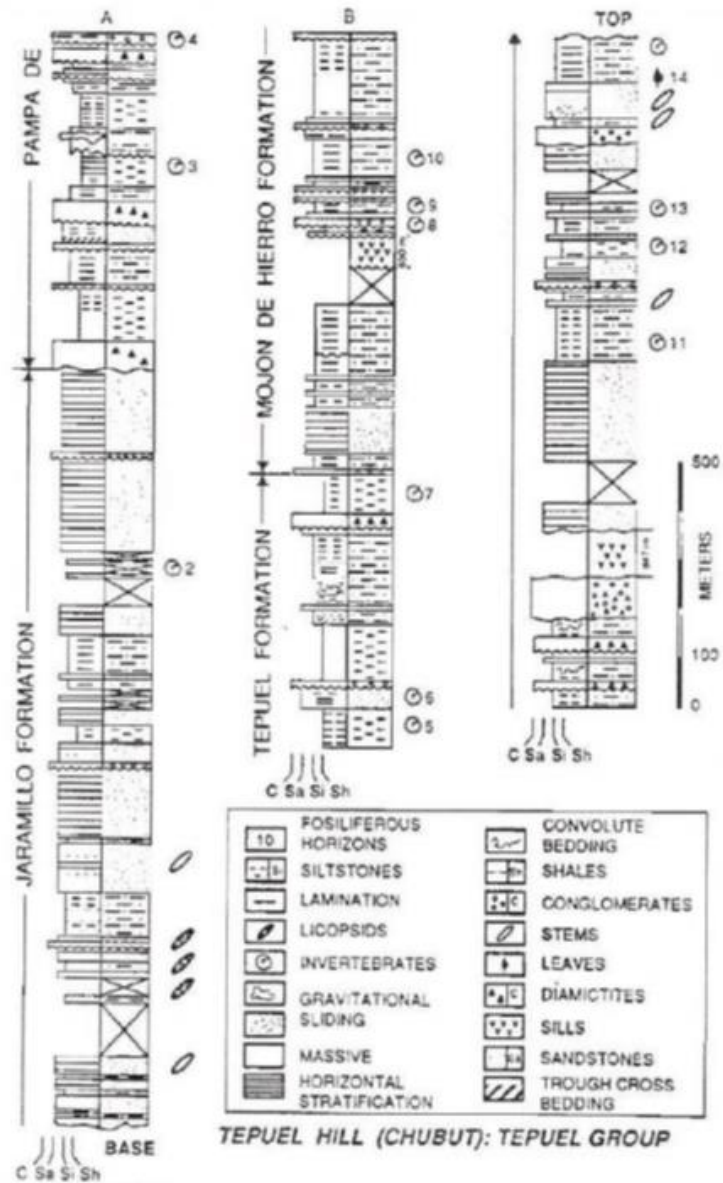 A
B
TOP
PAMPA DE
JARAMILLO FORMATION
4
3
2
C Sa Si Sh
BASE
MOJON DE HIERRO FORMATION
TEPUEL FORMATION
10
9
8
7
6
5
C Sa Si Sh
14
13
12
11
500
METERS
100
0
C Sa Si Sh
10 FOSILIFEROUS HORIZONS
SILTSTONES
LAMINATION
LICOPSIDS
INVERTEBRATES
GRAVITATIONAL SLIDING
MASSIVE
HORIZONTAL STRATIFICATION
CONVOLUTE BEDDING
SHALES
C CONGLOMERATES
STEMS
LEAVES
C DIAMICTITES
SILLS
SANDSTONES
TROUGH CROSS BEDDING
TEPUEL HILL (CHUBUT): TEPUEL GROUP